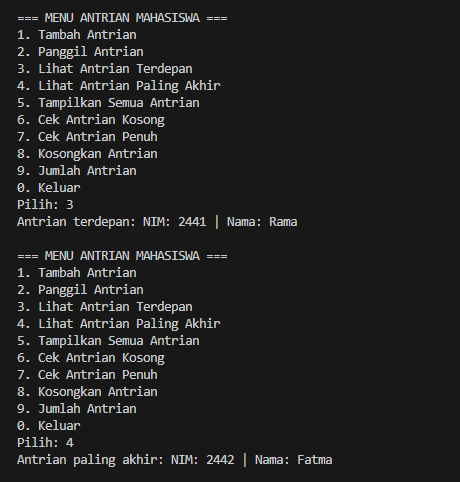 === MENU ANTRIAN MAHASISWA ===
1. Tambah Antrian
2. Panggil Antrian
3. Lihat Antrian Terdepan
4. Lihat Antrian Paling Akhir
5. Tampilkan Semua Antrian
6. Cek Antrian Kosong
7. Cek Antrian Penuh
8. Kosongkan Antrian
9. Jumlah Antrian
0. Keluar
Pilih: 3
Antrian terdepan: NIM: 2441 | Nama: Rama
=== MENU ANTRIAN MAHASISWA ===
1. Tambah Antrian
2. Panggil Antrian
3. Lihat Antrian Terdepan
4. Lihat Antrian Paling Akhir
5. Tampilkan Semua Antrian
6. Cek Antrian Kosong
7. Cek Antrian Penuh
8. Kosongkan Antrian
9. Jumlah Antrian
0. Keluar
Pilih: 4
Antrian paling akhir: NIM: 2442 | Nama: Fatma